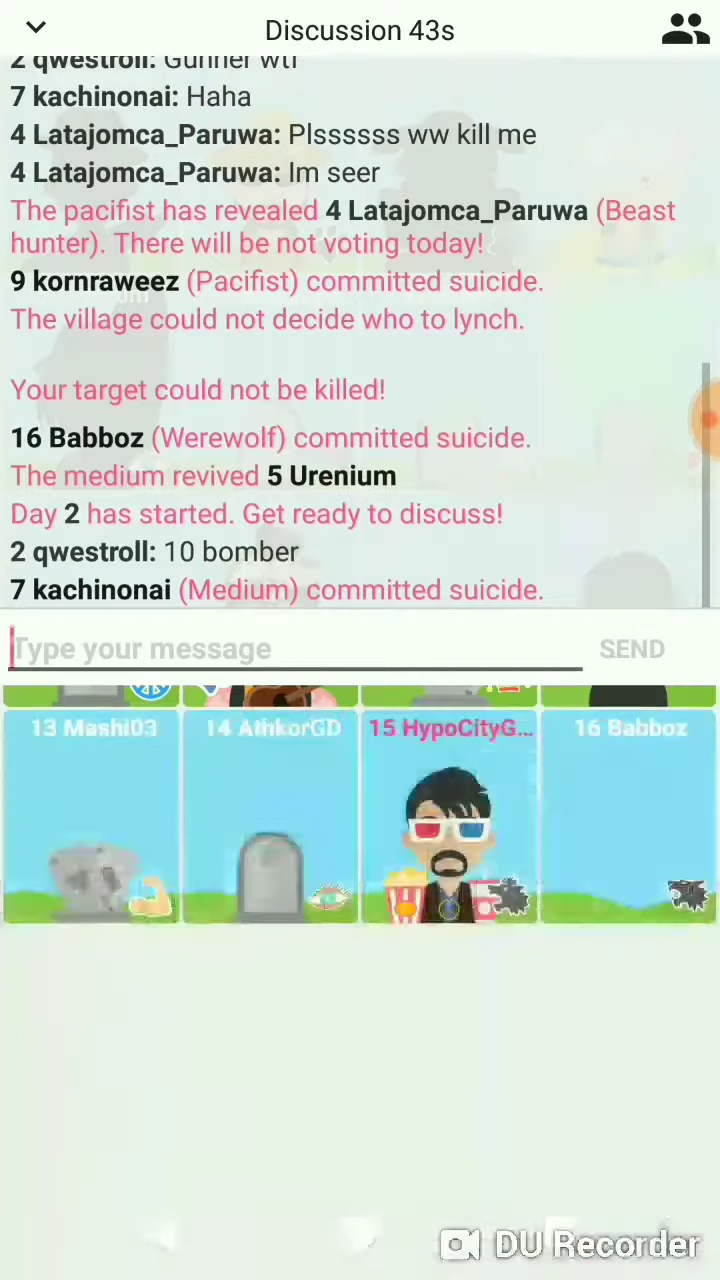 Discussion 43s
2 qwestroll: Gunner wtf
7 kachinonai: Haha
4 Latajomca_Paruwa: Plssssss ww kill me
4 Latajomca_Paruwa: Im seer
The pacifist has revealed 4 Latajomca_Paruwa (Beast
hunter). There will be not voting today!
9 kornraweez (Pacifist) committed suicide.
The village could not decide who to lynch.
Your target could not be killed!
16 Babboz (Werewolf) committed suicide.
The medium revived 5 Urenium
Day 2 has started. Get ready to discuss!
2 qwestroll: 10 bomber
7 kachinonai (Medium) committed suicide.
Type your message
SEND
13 Mashi03
14 AthkorGD
15 HypoCityG...
16 Babboz
DU Recorder